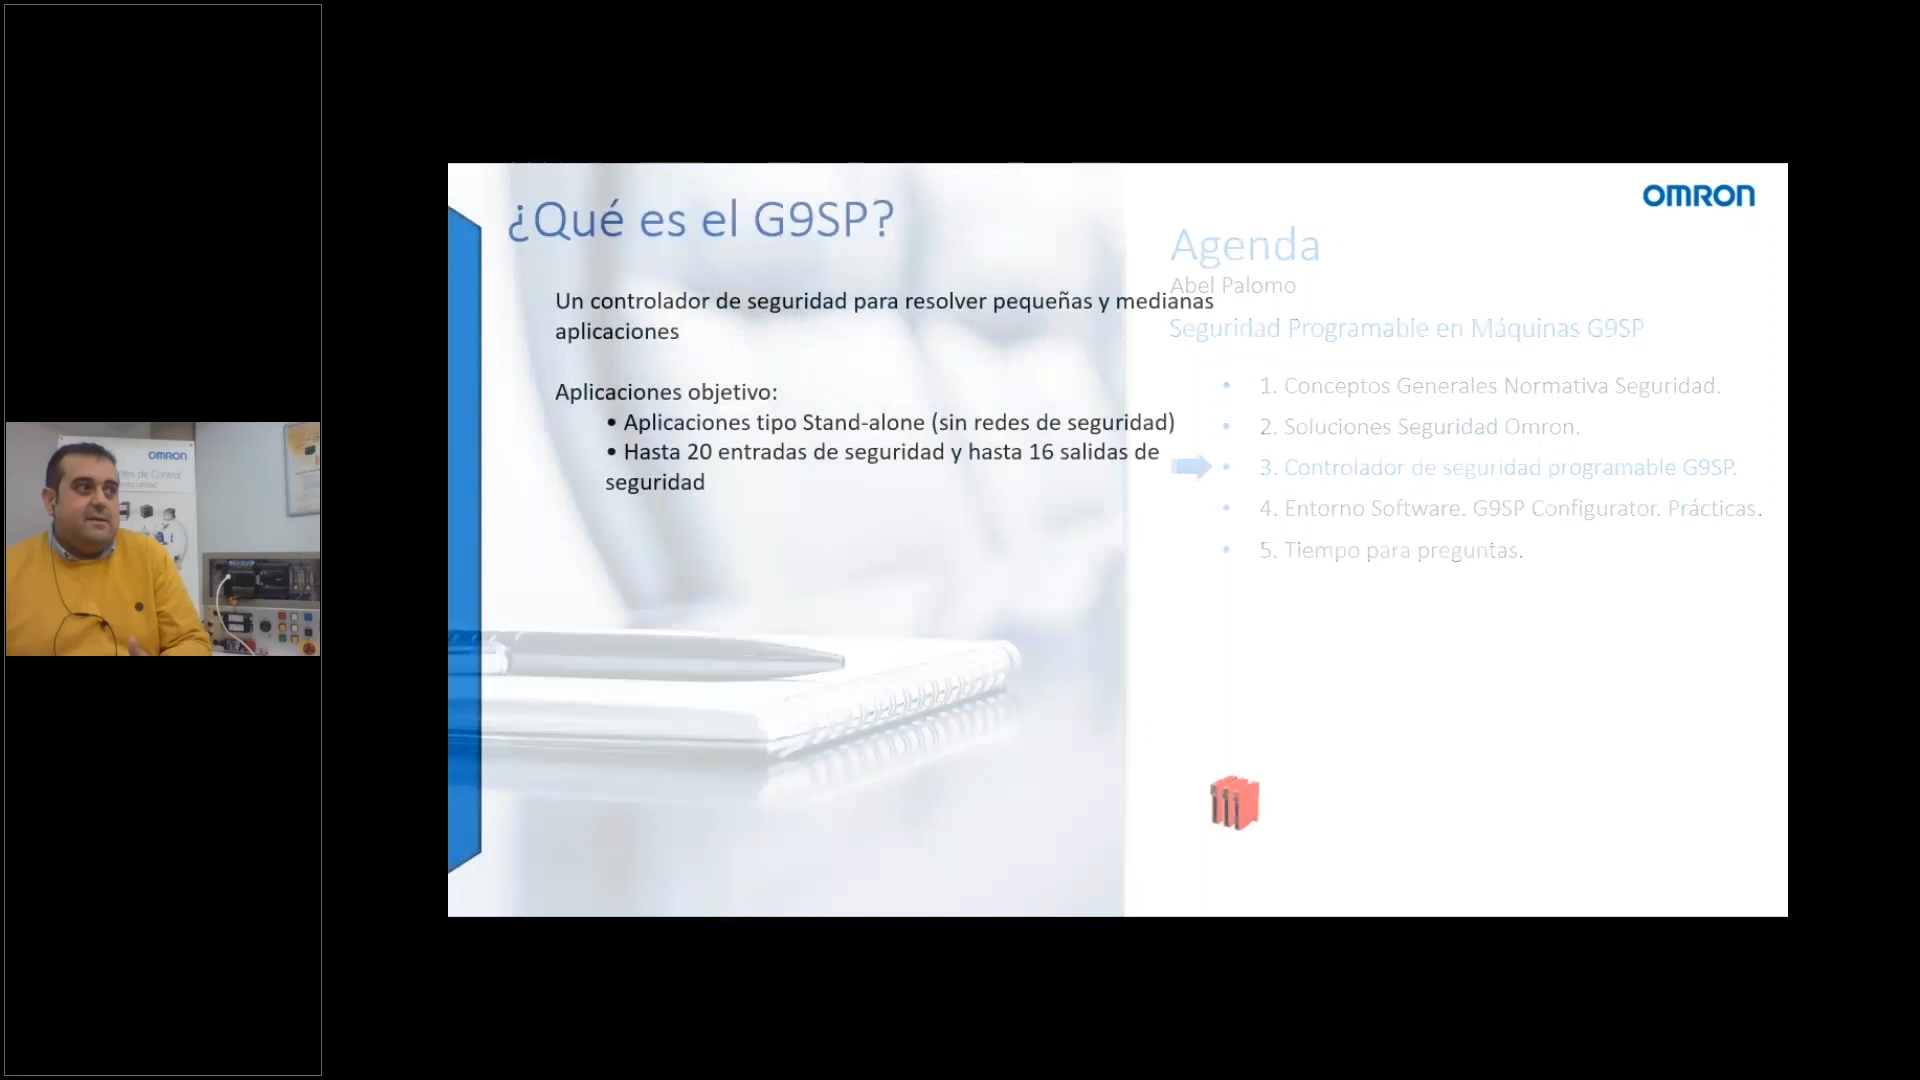 OMRON
¿Qué es el G9SP?
Un controlador de seguridad para resolver pequeñas y medianas
aplicaciones
Aplicaciones objetivo:
• Aplicaciones tipo Stand-alone (sin redes de seguridad)
• Hasta 20 entradas de seguridad y hasta 16 salidas de
seguridad
Agenda
Abel Palomo
Seguridad Programable en Máquinas G9SP
• 1. Conceptos Generales Normativa Seguridad.
• 2. Soluciones Seguridad Omron.
• 3. Controlador de seguridad programable G9SP.
• 4. Entorno Software. G9SP Configurator. Prácticas.
• 5. Tiempo para preguntas.
OMRON
de Control